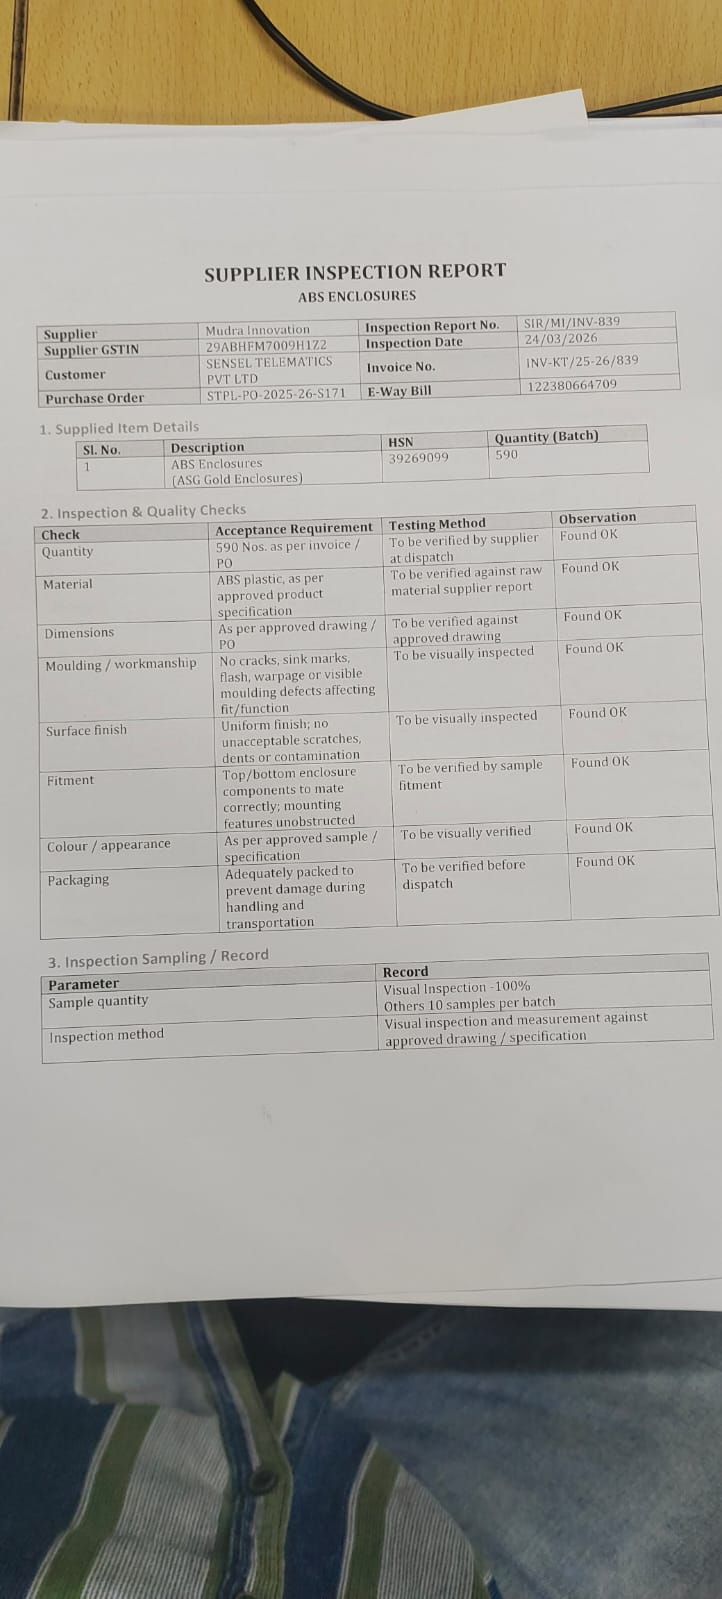 SUPPLIER INSPECTION REPORT
ABS ENCLOSURES
Supplier Mudra Innovation Inspection Report No. SIR/MI/INV-839
Supplier GSTIN 29ABHFM7009H1Z2 Inspection Date 24/03/2026
Customer SENSEL TELEMATICS PVT LTD Invoice No. INV-KT/25-26/839
Purchase Order STPL-PO-2025-26-S171 E-Way Bill 122380664709
1. Supplied Item Details
Sl. No. Description HSN Quantity (Batch)
1 ABS Enclosures 39269099 590
(ASG Gold Enclosures)
2. Inspection & Quality Checks
Check Acceptance Requirement Testing Method Observation
Quantity 590 Nos. as per invoice / To be verified by supplier Found OK
PO at dispatch
Material ABS plastic, as per To be verified against raw Found OK
approved product material supplier report
specification
Dimensions As per approved drawing / To be verified against Found OK
PO approved drawing
Moulding / workmanship No cracks, sink marks, To be visually inspected Found OK
flash, warpage or visible
moulding defects affecting
fit/function
Surface finish Uniform finish; no To be visually inspected Found OK
unacceptable scratches,
dents or contamination
Fitment Top/bottom enclosure To be verified by sample Found OK
components to mate fitment
correctly; mounting
features unobstructed
Colour / appearance As per approved sample / To be visually verified Found OK
specification
Packaging Adequately packed to To be verified before Found OK
prevent damage during dispatch
handling and
transportation
3. Inspection Sampling / Record
Parameter Record
Sample quantity Visual Inspection -100%
Others 10 samples per batch
Inspection method Visual inspection and measurement against
approved drawing / specification